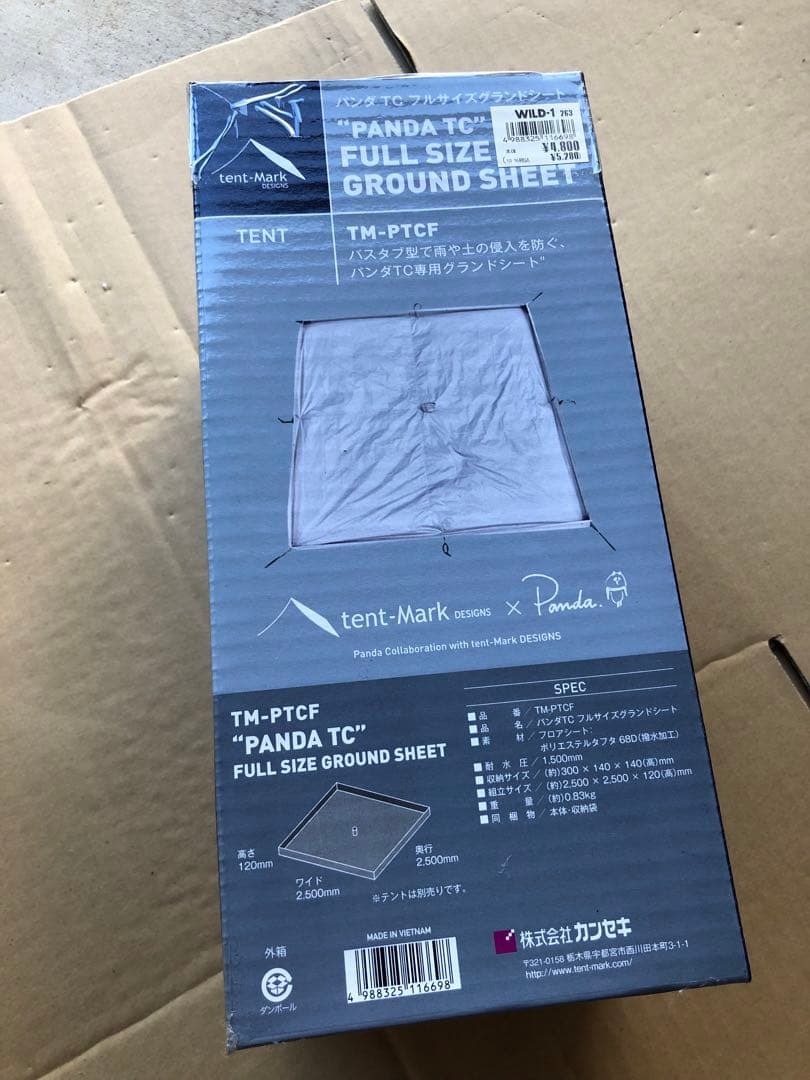 パンダ TC フルサイズグランドシート
"PANDA TC"
FULL SIZE
GROUND SHEET
WILD-1 263
4988325116698
本体 ¥4,800
¥5,280
tent-Mark
DESIGNS
TENT
TM-PTCF
バスタブ型で雨や土の侵入を防ぐ、
パンダTC専用グランドシート"
tent-Mark DESIGNS × Panda.
Panda Collaboration with tent-Mark DESIGNS
TM-PTCF
"PANDA TC"
FULL SIZE GROUND SHEET
SPEC
■品 番/TM-PTCF
■品 名/パンダTC フルサイズグランドシート
■素 材/フロアシート:
ポリエステルタフタ 68D(撥水加工)
■耐 水 圧/1,500mm
■収納サイズ/(約)300×140×140(高)mm
■組立サイズ/(約)2,500×2,500×120(高)mm
■重 量/(約)0.83kg
■同 梱 物/本体・収納袋
高さ
120mm
ワイド
2,500mm
奥行
2,500mm
※テントは別売りです。
外箱
ダンボール
MADE IN VIETNAM
4 988325 116698
株式会社カンセキ
〒321-0158 栃木県宇都宮市西川田本町3-1-1
http://www.tent-mark.com/